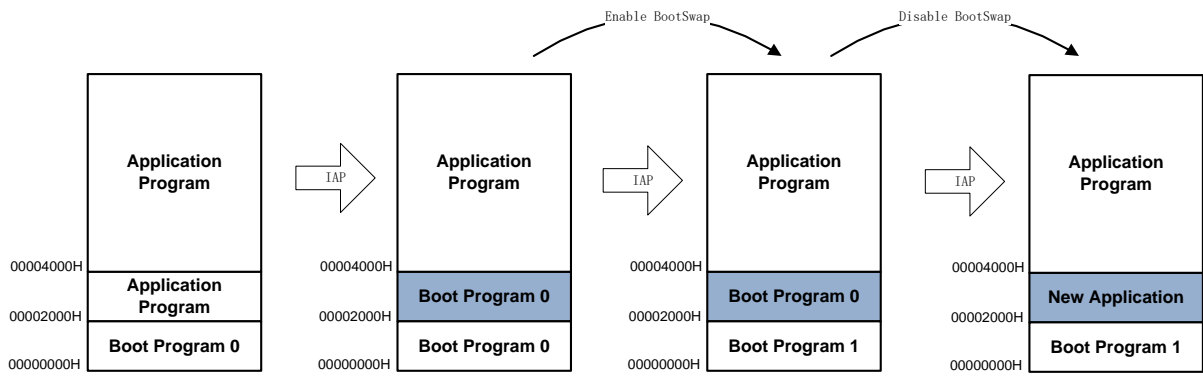 Enable BootSwap
Disable BootSwap
Application
Program
00004000H
Application
Program
00002000H
Boot Program 0
00000000H
IAP
Application
Program
00004000H
Boot Program 0
00002000H
Boot Program 0
00000000H
IAP
Application
Program
00004000H
Boot Program 0
00002000H
Boot Program 1
00000000H
IAP
Application
Program
00004000H
New Application
00002000H
Boot Program 1
00000000H